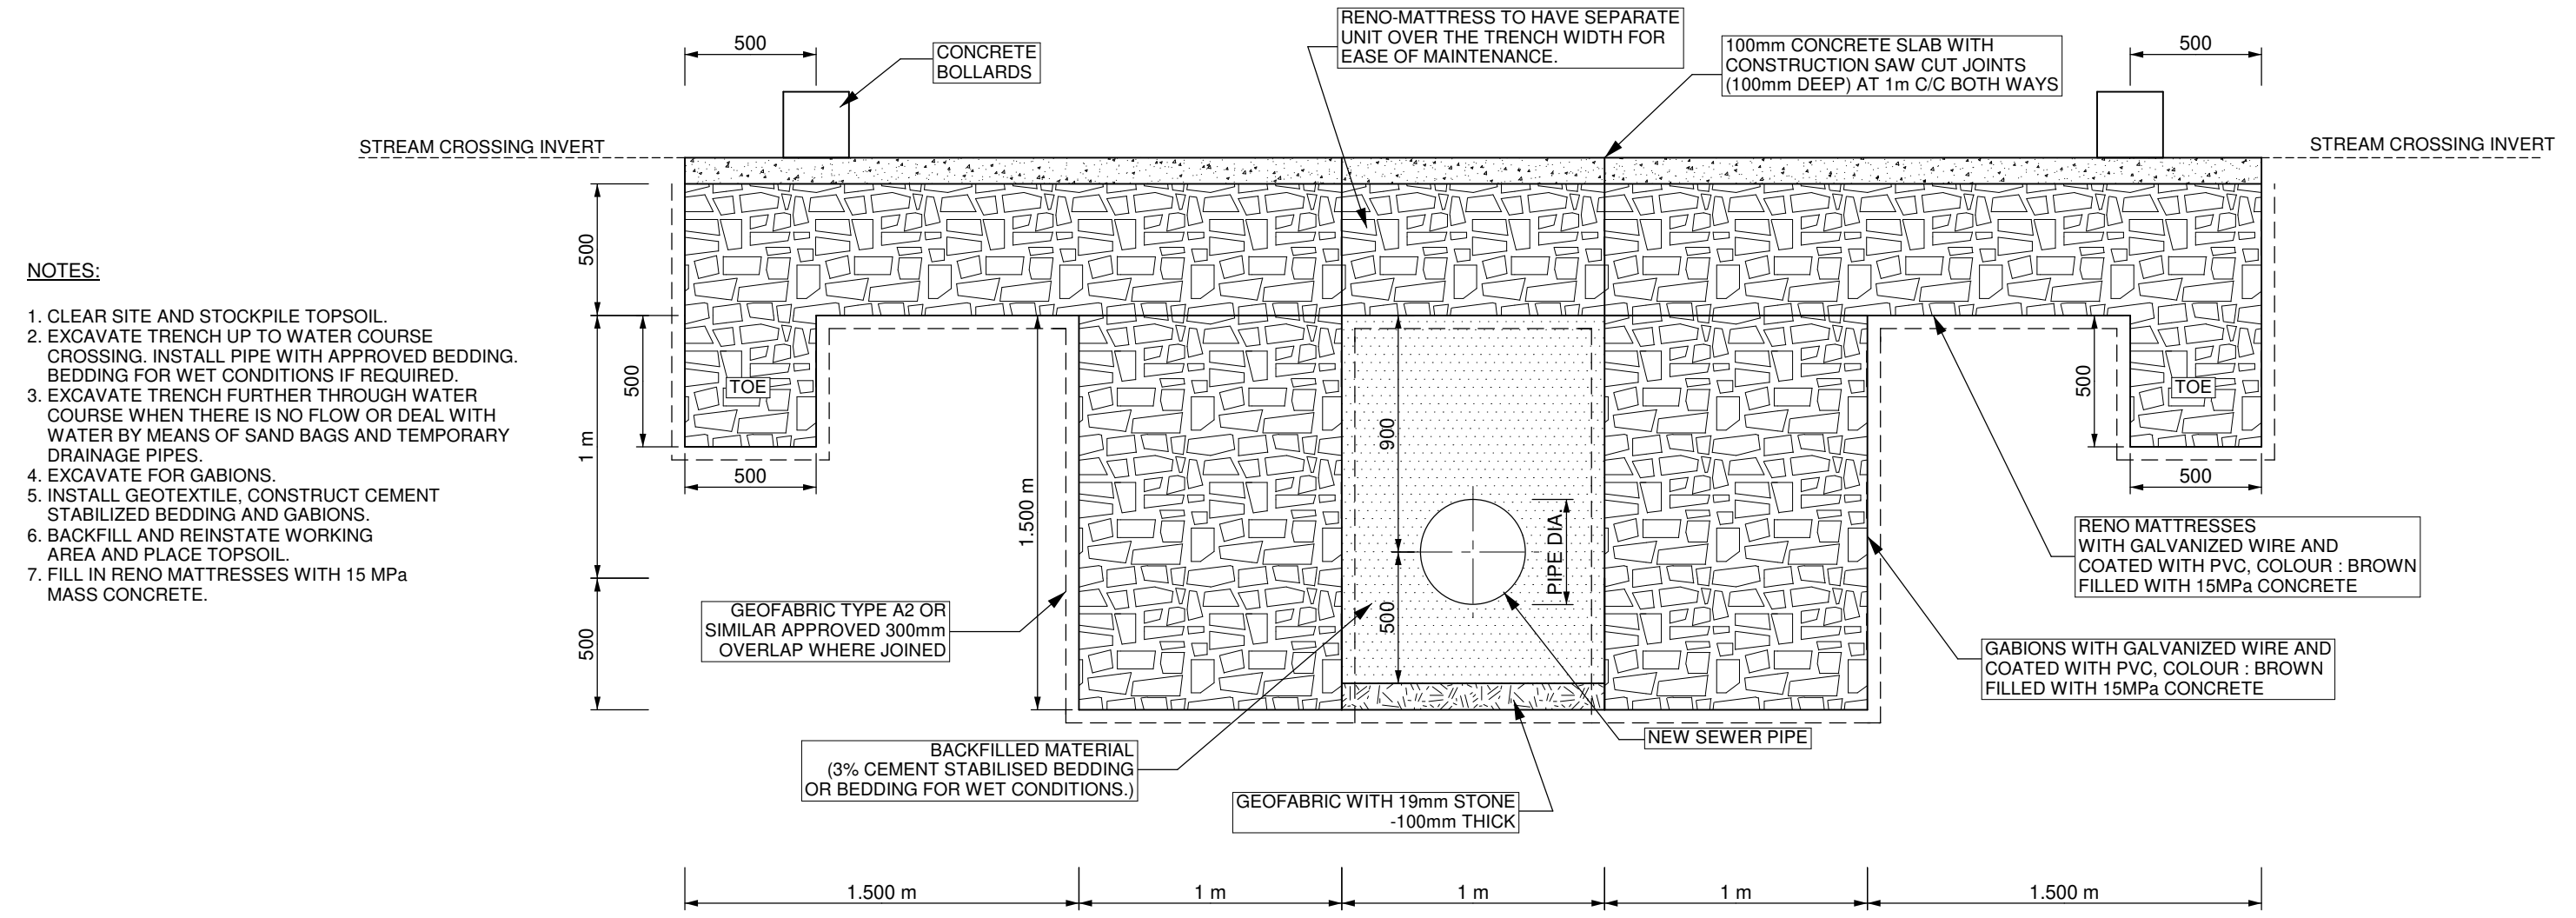 500
CONCRETE
BOLLARDS
RENO-MATTRESS TO HAVE SEPARATE
UNIT OVER THE TRENCH WIDTH FOR
EASE OF MAINTENANCE.
100mm CONCRETE SLAB WITH
CONSTRUCTION SAW CUT JOINTS
(100mm DEEP) AT 1m C/C BOTH WAYS
500
STREAM CROSSING INVERT
STREAM CROSSING INVERT
NOTES:
1. CLEAR SITE AND STOCKPILE TOPSOIL.
2. EXCAVATE TRENCH UP TO WATER COURSE
CROSSING. INSTALL PIPE WITH APPROVED BEDDING.
BEDDING FOR WET CONDITIONS IF REQUIRED.
3. EXCAVATE TRENCH FURTHER THROUGH WATER
COURSE WHEN THERE IS NO FLOW OR DEAL WITH
WATER BY MEANS OF SAND BAGS AND TEMPORARY
DRAINAGE PIPES.
4. EXCAVATE FOR GABIONS.
5. INSTALL GEOTEXTILE, CONSTRUCT CEMENT
STABILIZED BEDDING AND GABIONS.
6. BACKFILL AND REINSTATE WORKING
AREA AND PLACE TOPSOIL.
7. FILL IN RENO MATTRESSES WITH 15 MPa
MASS CONCRETE.
500
1 m
500
500
TOE
500
1.500 m
900
500
PIPE DIA.
500
TOE
500
GEOFABRIC TYPE A2 OR
SIMILAR APPROVED 300mm
OVERLAP WHERE JOINED
RENO MATTRESSES
WITH GALVANIZED WIRE AND
COATED WITH PVC, COLOUR : BROWN
FILLED WITH 15MPa CONCRETE
GABIONS WITH GALVANIZED WIRE AND
COATED WITH PVC, COLOUR : BROWN
FILLED WITH 15MPa CONCRETE
BACKFILLED MATERIAL
(3% CEMENT STABILISED BEDDING
OR BEDDING FOR WET CONDITIONS.)
NEW SEWER PIPE
GEOFABRIC WITH 19mm STONE
-100mm THICK
1.500 m
1 m
1 m
1 m
1.500 m